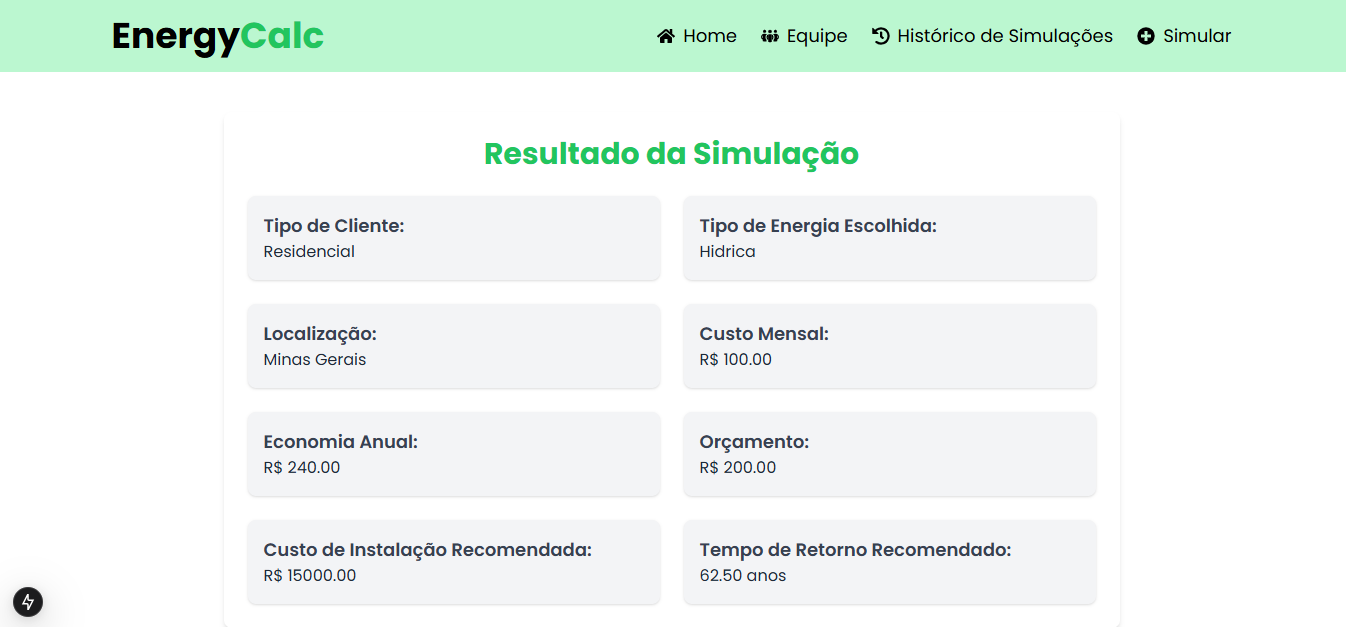 EnergyCalc
Home
Equipe
Histórico de Simulações
Simular
Resultado da Simulação
Tipo de Cliente:
Residencial
Tipo de Energia Escolhida:
Hidrica
Localização:
Minas Gerais
Custo Mensal:
R$ 100.00
Economia Anual:
R$ 240.00
Orçamento:
R$ 200.00
Custo de Instalação Recomendada:
R$ 15000.00
Tempo de Retorno Recomendado:
62.50 anos